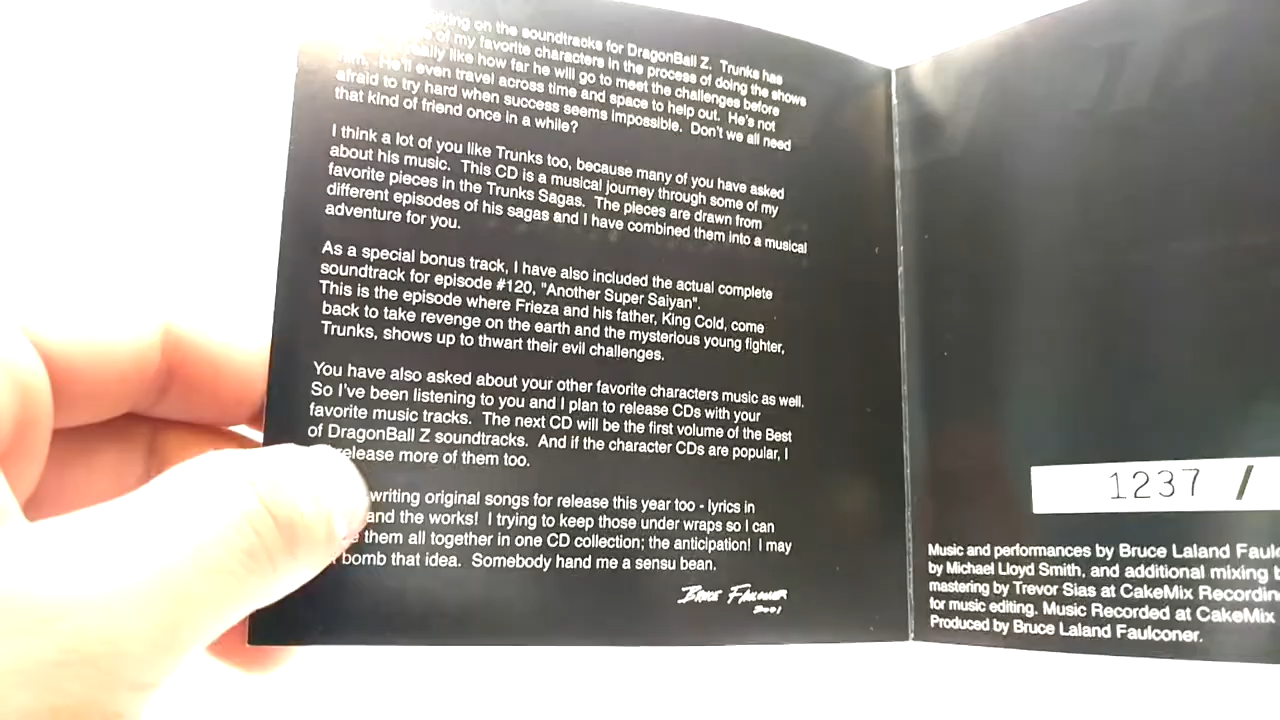 on the soundtracks for DragonBall Z. Trunks has
of my favorite characters in the process of doing the shows
like how far he will go to meet the challenges before
him. He'll even travel across time and space to help out. He's not
afraid to try hard when success seems impossible. Don't we all need
that kind of friend once in a while?
I think a lot of you like Trunks too, because many of you have asked
about his music. This CD is a musical journey through some of my
favorite pieces in the Trunks Sagas. The pieces are drawn from
different episodes of his sagas and I have combined them into a musical
adventure for you.
As a special bonus track, I have also included the actual complete
soundtrack for episode #120, "Another Super Saiyan".
This is the episode where Frieza and his father, King Cold, come
back to take revenge on the earth and the mysterious young fighter,
Trunks, shows up to thwart their evil challenges.
You have also asked about your other favorite characters music as well.
So I've been listening to you and I plan to release CDs with your
favorite music tracks. The next CD will be the first volume of the Best
of DragonBall Z soundtracks. And if the character CDs are popular, I
release more of them too.
writing original songs for release this year too - lyrics in
and the works! I trying to keep those under wraps so I can
them all together in one CD collection; the anticipation! I may
bomb that idea. Somebody hand me a sensu bean.
Bruce Faulconer
2001
1237 /
Music and performances by Bruce Laland
by Michael Lloyd Smith, and additional mixing
mastering by Trevor Sias at CakeMix
for music editing. Music Recorded at CakeMix
Produced by Bruce Laland Faulconer.